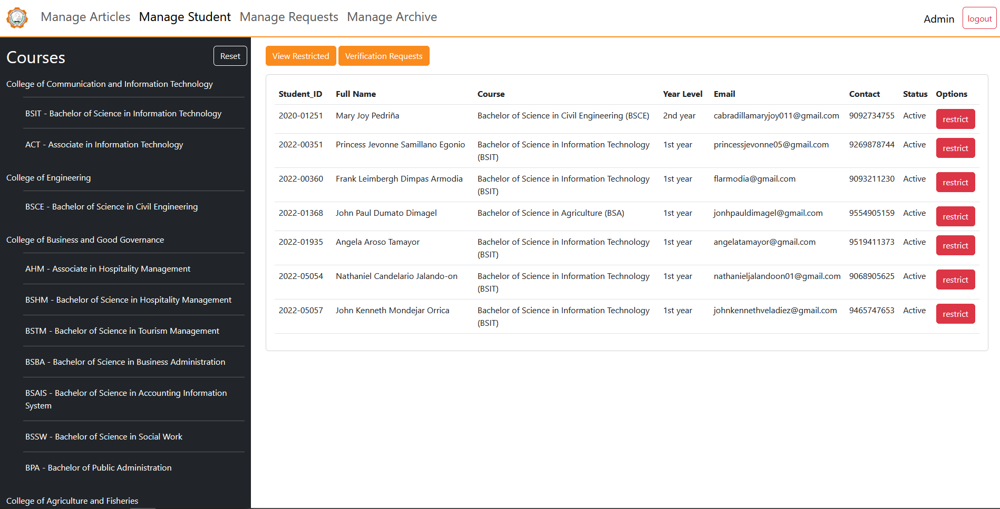 Manage Articles Manage Student Manage Requests Manage Archive Admin logout
Courses Reset
College of Communication and Information Technology
BSIT - Bachelor of Science in Information Technology
ACT - Associate in Information Technology
College of Engineering
BSCE - Bachelor of Science in Civil Engineering
College of Business and Good Governance
AHM - Associate in Hospitality Management
BSHM - Bachelor of Science in Hospitality Management
BSTM - Bachelor of Science in Tourism Management
BSBA - Bachelor of Science in Business Administration
BSAIS - Bachelor of Science in Accounting Information
System
BSSW - Bachelor of Science in Social Work
BPA - Bachelor of Public Administration
College of Agriculture and Fisheries
View Restricted Verification Requests
Student_ID Full Name Course Year Level Email Contact Status Options
2020-01251 Mary Joy Pedriña Bachelor of Science in Civil Engineering (BSCE) 2nd year cabradillamaryjoy011@gmail.com 9092734755 Active restrict
2022-00351 Princess Jevonne Samillano Egonio Bachelor of Science in Information Technology 1st year princessjevonne05@gmail.com 9269878744 Active restrict
(BSIT)
2022-00360 Frank Leimbergh Dimpas Armodia Bachelor of Science in Information Technology 1st year flarmodia@gmail.com 9093211230 Active restrict
(BSIT)
2022-01368 John Paul Dumato Dimagel Bachelor of Science in Agriculture (BSA) 1st year jonhpauldimagel@gmail.com 9554905159 Active restrict
2022-01935 Angela Aroso Tamayor Bachelor of Science in Information Technology 1st year angelatamayor@gmail.com 9519411373 Active restrict
(BSIT)
2022-05054 Nathaniel Candelario Jalando-on Bachelor of Science in Information Technology 1st year nathanieljalandoon01@gmail.com 9068905625 Active restrict
(BSIT)
2022-05057 John Kenneth Mondejar Orrica Bachelor of Science in Information Technology 1st year johnkennethveladiez@gmail.com 9465747653 Active restrict
(BSIT)